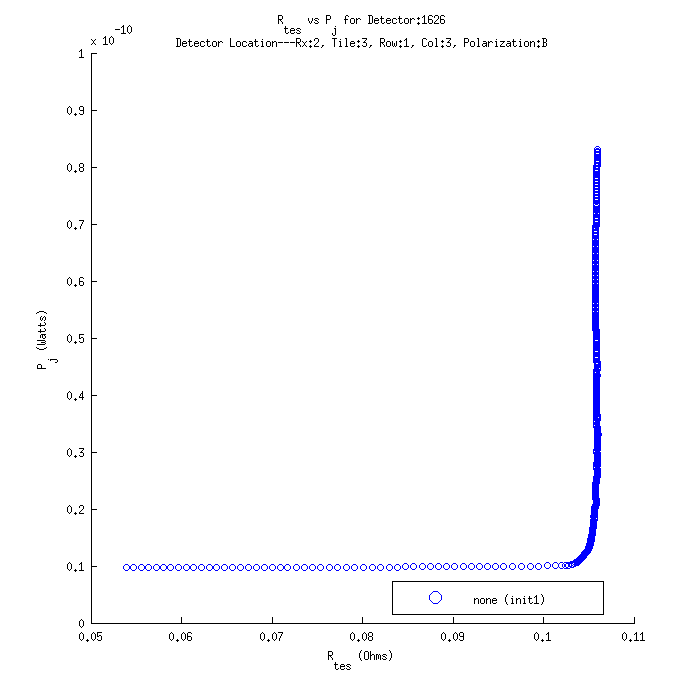 R_tes vs P_j for Detector:1626
x 10^-10
Detector Location---Rx:2, Tile:3, Row:1, Col:3, Polarization:B
1
0.9
0.8
0.7
0.6
0.5
0.4
0.3
0.2
0.1
0
P_j (Watts)
none (init1)
0.05 0.06 0.07 0.08 0.09 0.1 0.11
R_tes (Ohms)